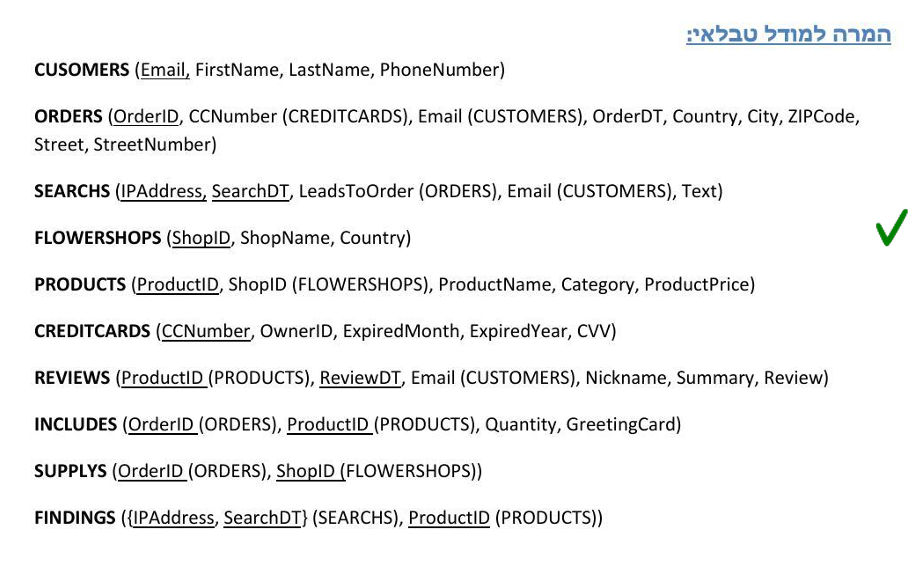 המרה למודל טבלאי:
CUSOMERS (Email, FirstName, LastName, PhoneNumber)
ORDERS (OrderID, CCNumber (CREDITCARDS), Email (CUSTOMERS), OrderDT, Country, City, ZIPCode,
Street, StreetNumber)
SEARCHS (IPAddress, SearchDT, LeadsToOrder (ORDERS), Email (CUSTOMERS), Text)
FLOWERSHOPS (ShopID, ShopName, Country)
PRODUCTS (ProductID, ShopID (FLOWERSHOPS), ProductName, Category, ProductPrice)
CREDITCARDS (CCNumber, OwnerID, ExpiredMonth, ExpiredYear, CVV)
REVIEWS (ProductID (PRODUCTS), ReviewDT, Email (CUSTOMERS), Nickname, Summary, Review)
INCLUDES (OrderID (ORDERS), ProductID (PRODUCTS), Quantity, GreetingCard)
SUPPLYS (OrderID (ORDERS), ShopID (FLOWERSHOPS))
FINDINGS ({IPAddress, SearchDT} (SEARCHS), ProductID (PRODUCTS))